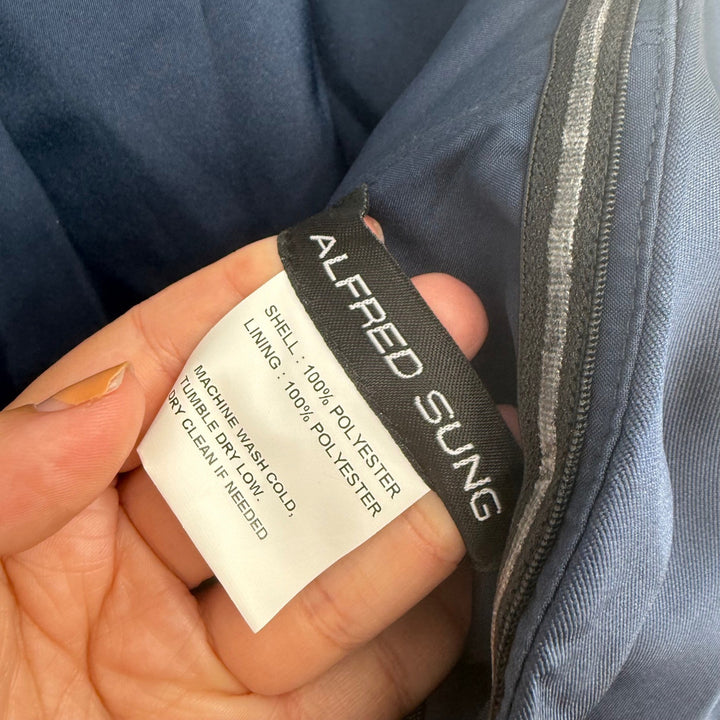 ALFRED SUNG
SHELL : 100% POLYESTER
LINING : 100% POLYESTER
MACHINE WASH COLD,
TUMBLE DRY LOW.
DRY CLEAN IF NEEDED